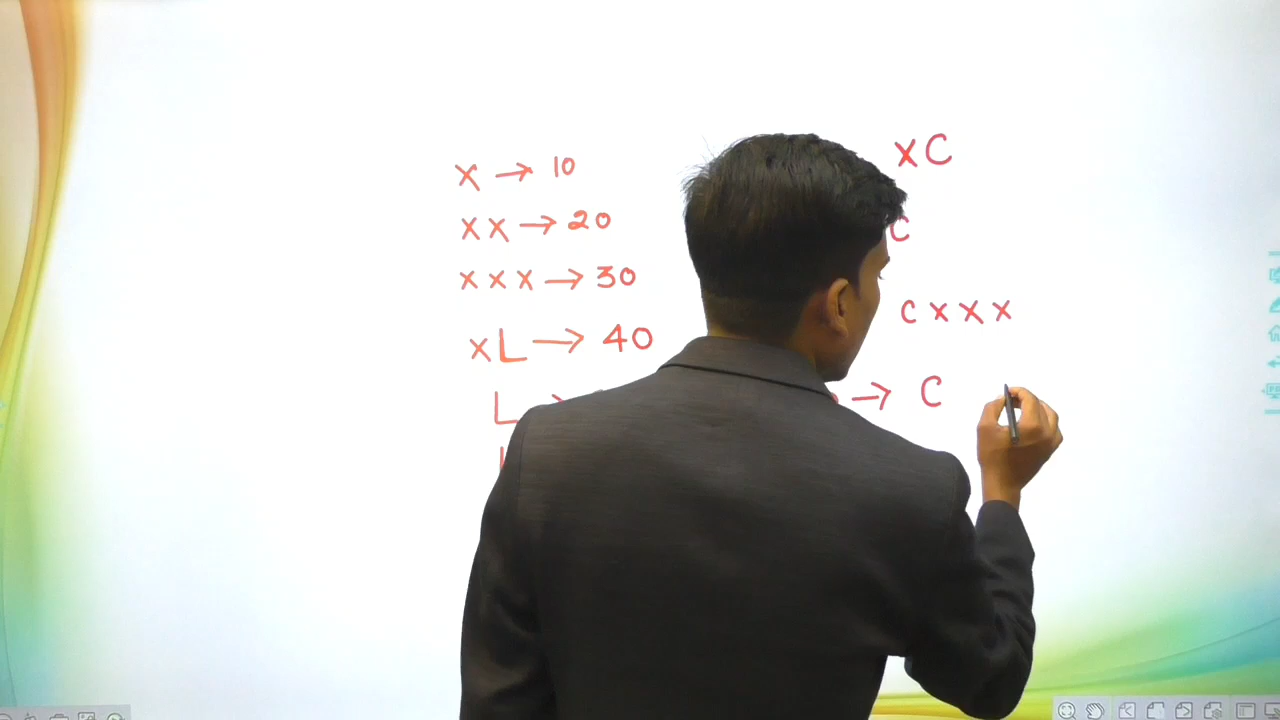 X → 10
XX → 20
XXX → 30
XL → 40
L
XC
C
CXXX
→ C